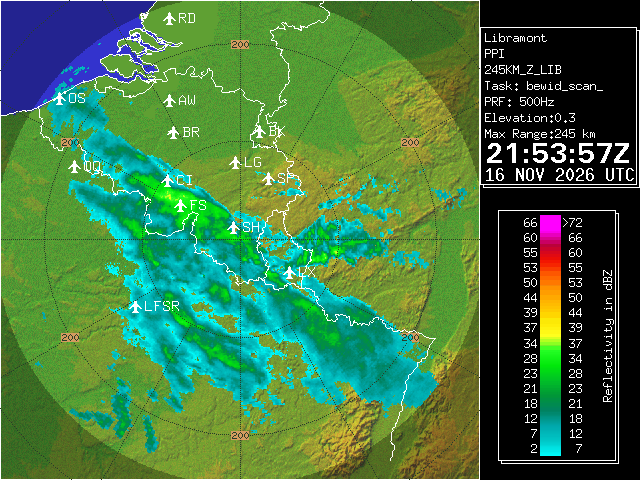 RD
200
OS
AW
BR
BK
200
200
LG
CI
FS
SH
LX
LFSR
200
200
200
Libramont
PPI
245KM_Z_LIB
Task: bewid_scan_
PRF: 500Hz
Elevation:0.3
Max Range:245 km
21:53:57Z
16 NOV 2026 UTC
66 >72
60 66
55 60
53 55
50 53
44 50
39 44
37 39
34 37
28 34
23 28
21 23
18 21
12 18
7 12
2 7
Reflectivity in dBZ